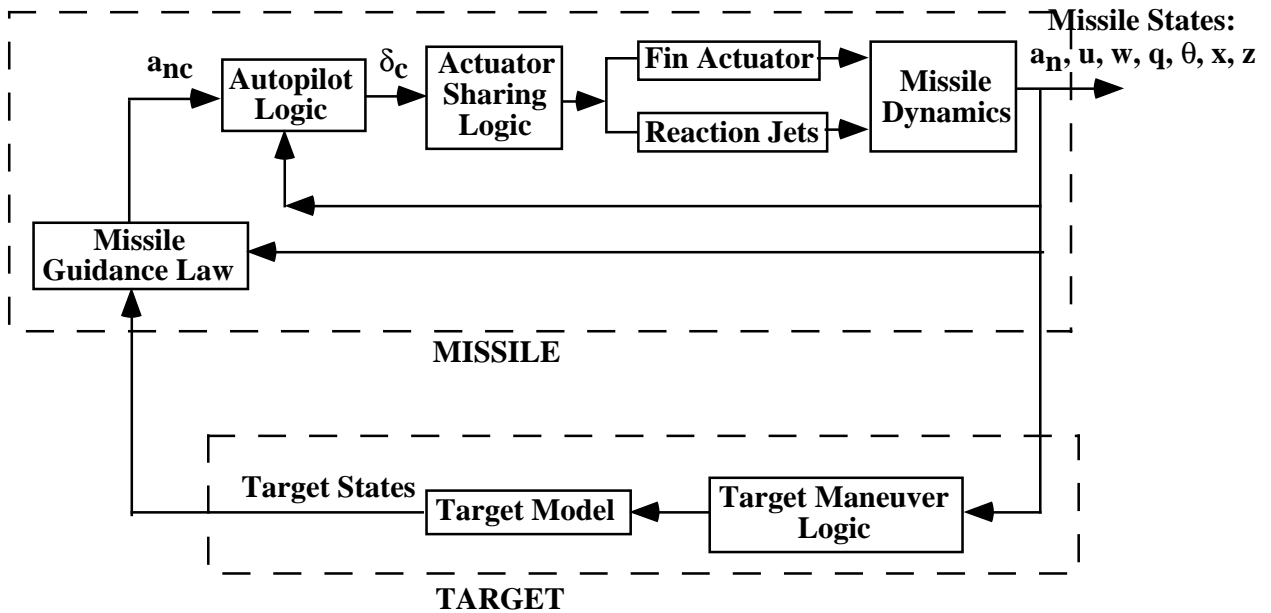 Missile States:
a_n, u, w, q, θ, x, z
a_nc
Autopilot
Logic
δ_c
Actuator
Sharing
Logic
Fin Actuator
Reaction Jets
Missile
Dynamics
Missile
Guidance Law
MISSILE
Target States
Target Model
Target Maneuver
Logic
TARGET